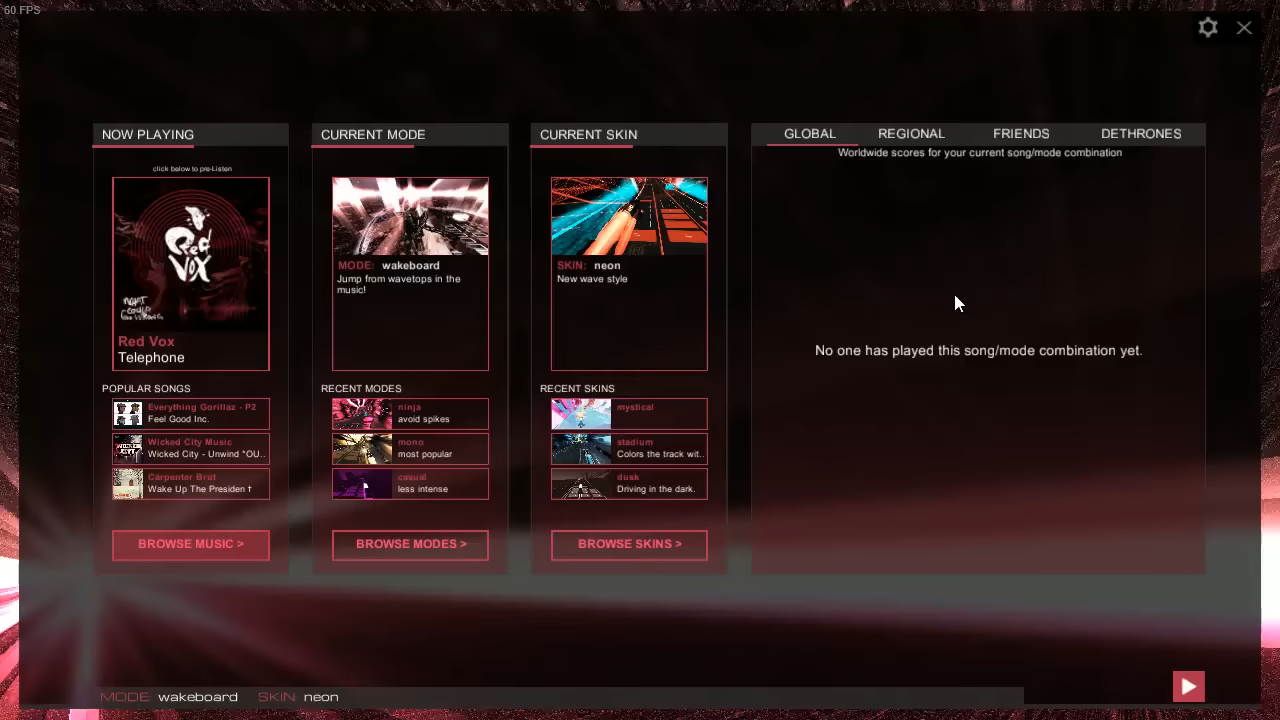 60 FPS
NOW PLAYING
click below to pre-Listen
Red Vox
Red Vox
Telephone
POPULAR SONGS
Everything Gorillaz - P2
Feel Good Inc.
Wicked City Music
Wicked City - Unwind *OU..
Carpenter Brut
Wake Up The Presiden †
BROWSE MUSIC >
CURRENT MODE
MODE: wakeboard
Jump from wavetops in the
music!
RECENT MODES
ninja
avoid spikes
mono
most popular
casual
less intense
BROWSE MODES >
CURRENT SKIN
SKIN: neon
New wave style
RECENT SKINS
mystical
stadium
Colors the track wit..
dusk
Driving in the dark.
BROWSE SKINS >
GLOBAL REGIONAL FRIENDS DETHRONES
Worldwide scores for your current song/mode combination
No one has played this song/mode combination yet.
MODE: wakeboard SKIN: neon